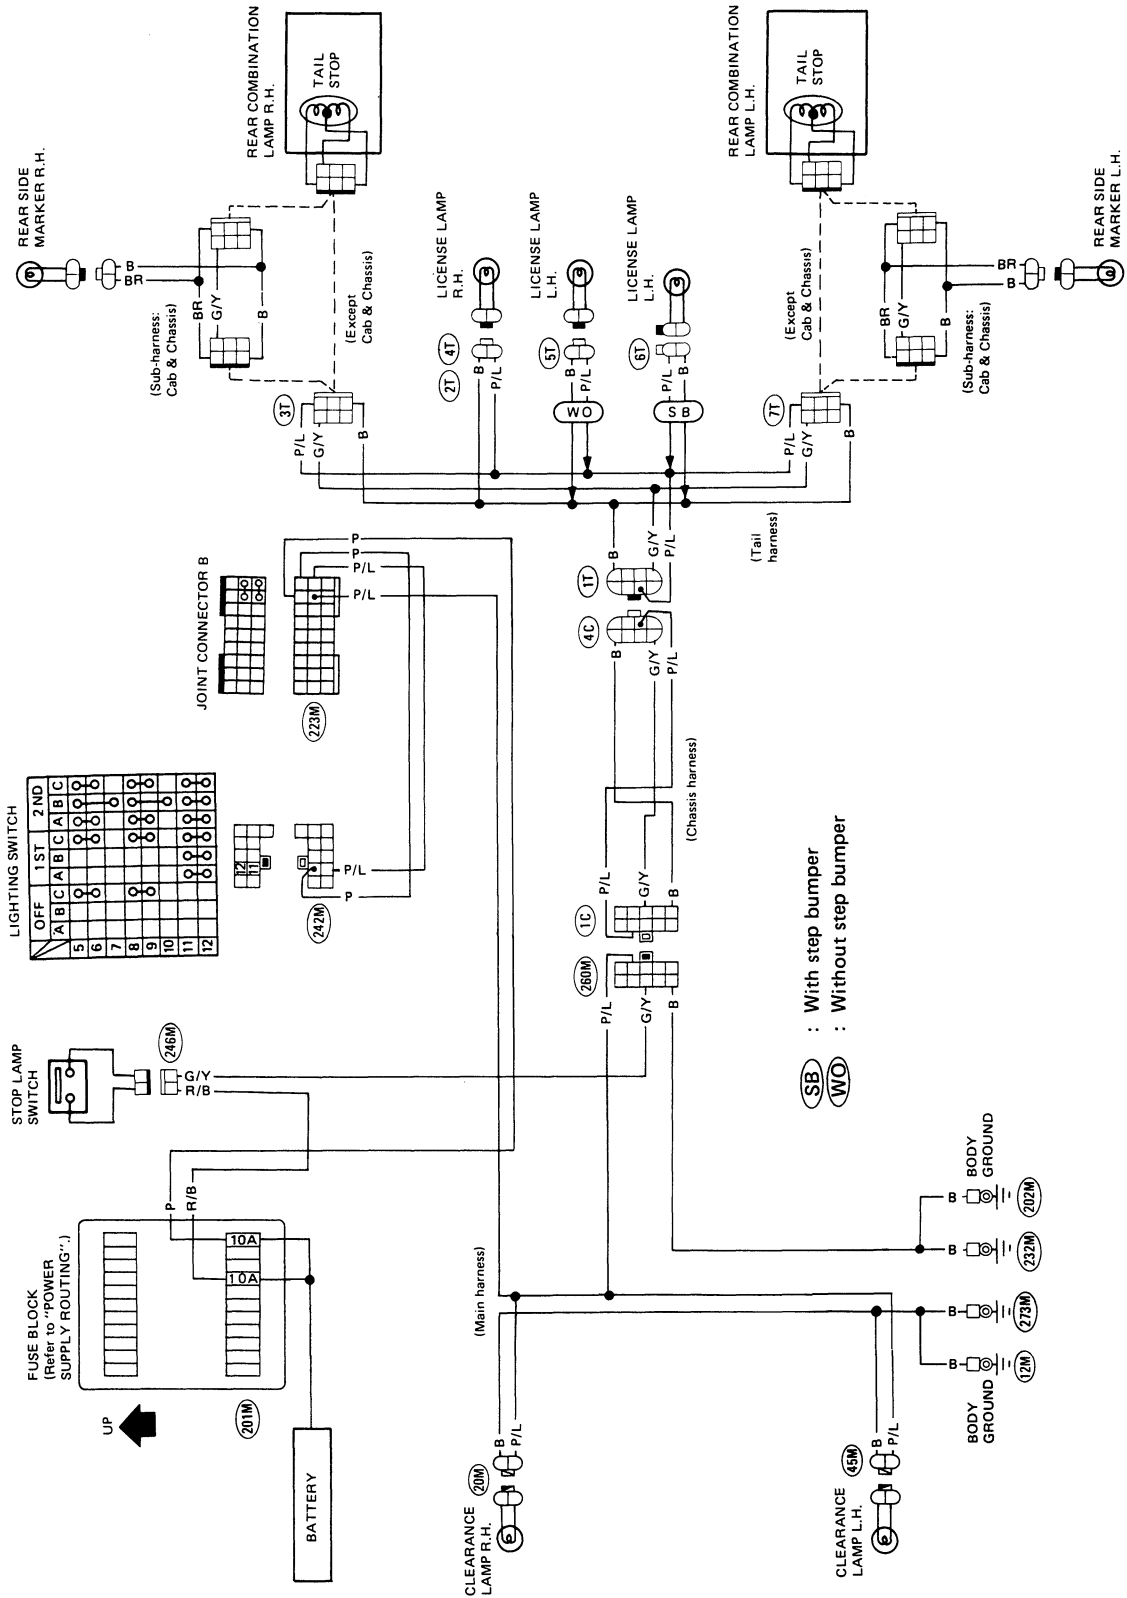 REAR SIDE
MARKER R.H.
B
BR
(Sub-harness:
Cab & Chassis)
BR
G/Y
B
REAR COMBINATION
LAMP R.H.
TAIL
STOP
(Except
Cab & Chassis)
3T
P/L
G/Y
B
LICENSE LAMP
R.H.
2T
4T
B
P/L
LICENSE LAMP
L.H.
5T
B
P/L
WO
LICENSE LAMP
L.H.
6T
P/L
B
SB
REAR COMBINATION
LAMP L.H.
TAIL
STOP
(Except
Cab & Chassis)
7T
P/L
G/Y
B
REAR SIDE
MARKER L.H.
BR
B
(Sub-harness:
Cab & Chassis)
BR
G/Y
B
(Tail
harness)
B
G/Y
P/L
1T
4C
B
G/Y
P/L
(Chassis harness)
P/L
G/Y
B
1C
260M
P/L
G/Y
B
JOINT CONNECTOR B
P
P
P/L
P/L
223M
LIGHTING SWITCH
OFF 1ST 2ND
A B C A B C A B C
5
6
7
8
9
10
11
12
12
11
242M
P/L
P
STOP LAMP
SWITCH
246M
G/Y
R/B
FUSE BLOCK
(Refer to "POWER
SUPPLY ROUTING".)
P
R/B
10A
10A
UP
201M
BATTERY
(Main harness)
SB : With step bumper
WO : Without step bumper
BODY
GROUND
B
202M
B
232M
B
273M
B
12M
BODY
GROUND
B
P/L
20M
CLEARANCE
LAMP R.H.
B
P/L
45M
CLEARANCE
LAMP L.H.